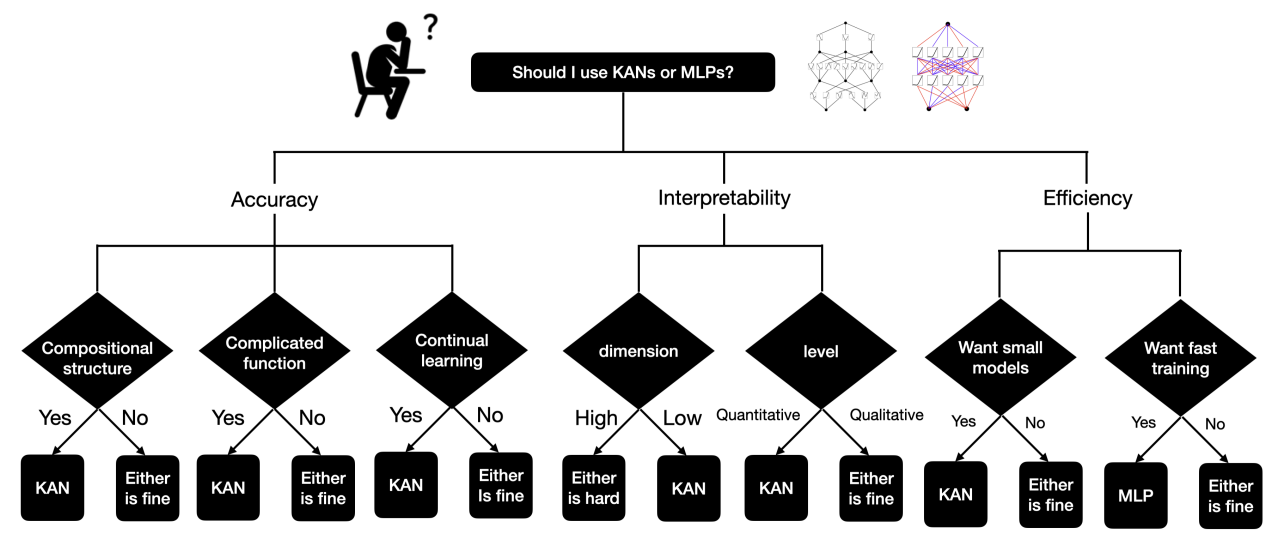 ?
Should I use KANs or MLPs?
Accuracy
Interpretability
Efficiency
Compositional
structure
Complicated
function
Continual
learning
dimension
level
Want small
models
Want fast
training
Yes
No
Yes
No
Yes
No
High
Low
Quantitative
Qualitative
Yes
No
Yes
No
KAN
Either
is fine
KAN
Either
is fine
KAN
Either
Is fine
Either
is hard
KAN
KAN
Either
is fine
KAN
Either
is fine
MLP
Either
is fine